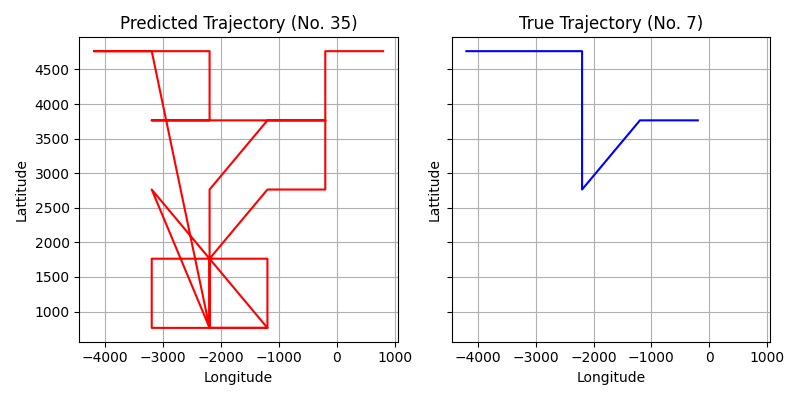 Predicted Trajectory (No. 35)
True Trajectory (No. 7)
Lattitude
4500
4000
3500
3000
2500
2000
1500
1000
−4000 −3000 −2000 −1000 0 1000
Longitude
Lattitude
−4000 −3000 −2000 −1000 0 1000
Longitude